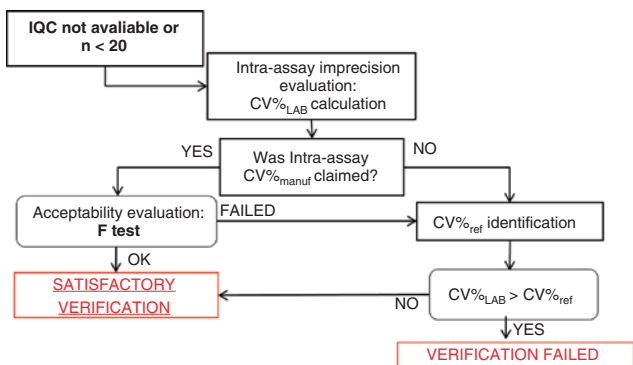 IQC not avaliable or
n < 20
Intra-assay imprecision
evaluation:
CV%LAB calculation
YES
Was Intra-assay
CV%manuf claimed?
NO
Acceptability evaluation:
F test
FAILED
CV%ref identification
OK
SATISFACTORY
VERIFICATION
NO
CV%LAB > CV%ref
YES
VERIFICATION FAILED